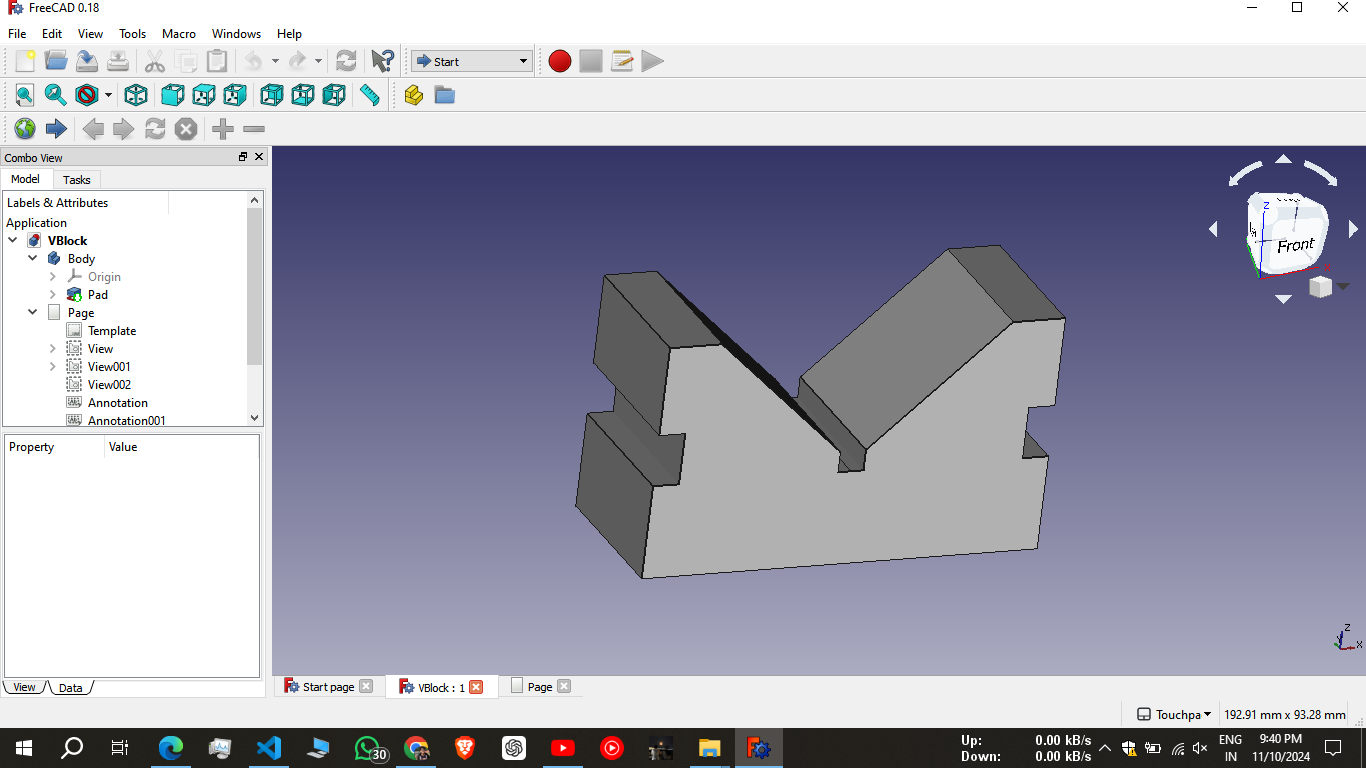 FreeCAD 0.18
File Edit View Tools Macro Windows Help
Start
Combo View
Model Tasks
Labels & Attributes
Application
VBlock
Body
Origin
Pad
Page
Template
View
View001
View002
Annotation
Annotation001
Property Value
View Data
Z
Front
Z
X
Start page
VBlock : 1
Page
Touchpa
192.91 mm x 93.28 mm
30
Up: 0.00 kB/s
Down: 0.00 kB/s
ENG
IN
9:40 PM
11/10/2024